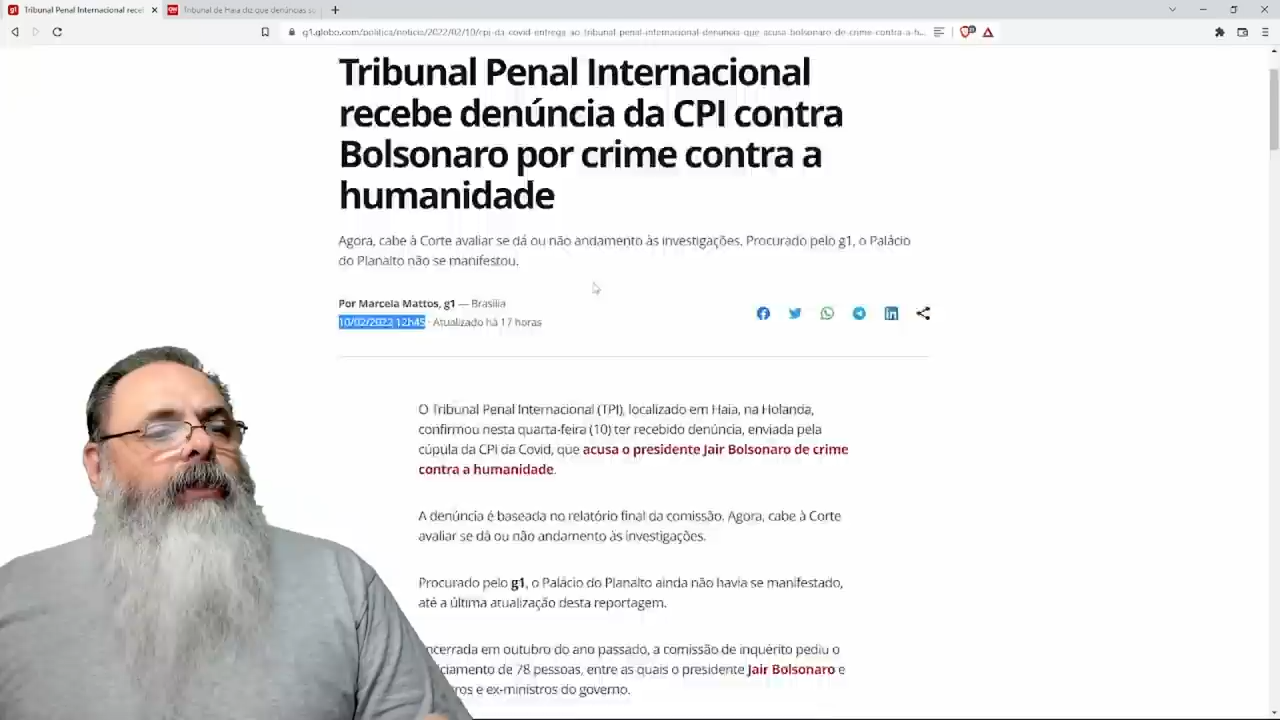 Tribunal Penal Internacional rece
Tribunal de Haia diz que denúncias s
g1.globo.com/politica/noticia/2022/02/10/cpi-da-covid-entrega-ao-tribunal-penal-internacional-denuncia-que-acusa-bolsonaro-de-crime-contra-a-h...
Tribunal Penal Internacional
recebe denúncia da CPI contra
Bolsonaro por crime contra a
humanidade
Agora, cabe à Corte avaliar se dá ou não andamento às investigações. Procurado pelo g1, o Palácio
do Planalto não se manifestou.
Por Marcela Mattos, g1 — Brasília
10/02/2022 12h45 · Atualizado há 17 horas
O Tribunal Penal Internacional (TPI), localizado em Haia, na Holanda,
confirmou nesta quarta-feira (10) ter recebido denúncia, enviada pela
cúpula da CPI da Covid, que acusa o presidente Jair Bolsonaro de crime
contra a humanidade.
A denúncia é baseada no relatório final da comissão. Agora, cabe à Corte
avaliar se dá ou não andamento às investigações.
Procurado pelo g1, o Palácio do Planalto ainda não havia se manifestado,
até a última atualização desta reportagem.
ncerrada em outubro do ano passado, a comissão de inquérito pediu o
ciamento de 78 pessoas, entre as quais o presidente Jair Bolsonaro e
ros e ex-ministros do governo.